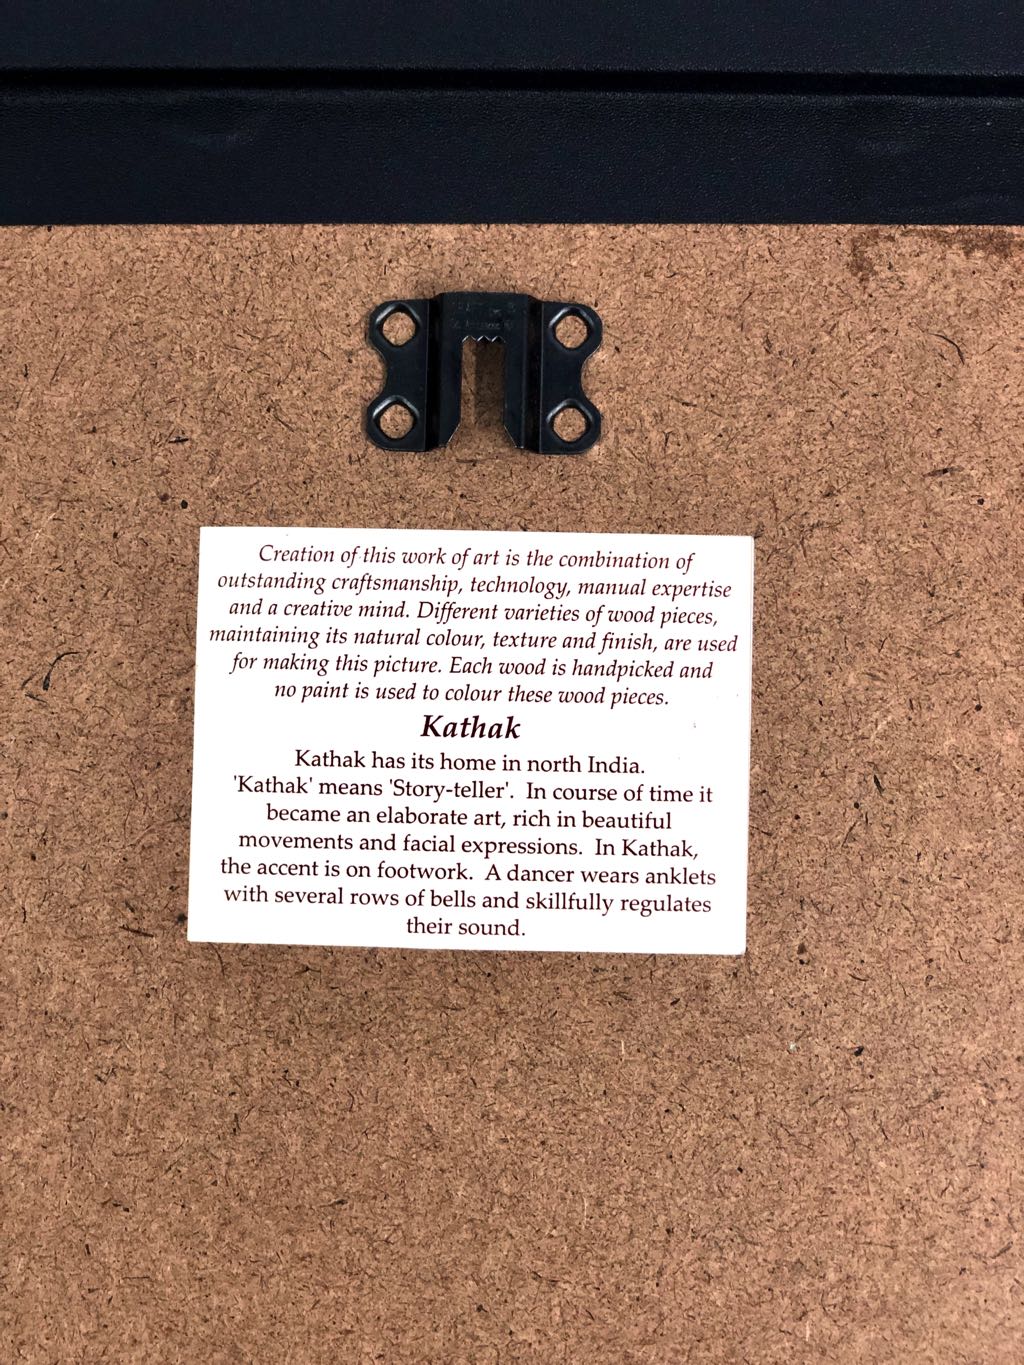 Creation of this work of art is the combination of
outstanding craftsmanship, technology, manual expertise
and a creative mind. Different varieties of wood pieces,
maintaining its natural colour, texture and finish, are used
for making this picture. Each wood is handpicked and
no paint is used to colour these wood pieces.
Kathak
Kathak has its home in north India.
'Kathak' means 'Story-teller'. In course of time it
became an elaborate art, rich in beautiful
movements and facial expressions. In Kathak,
the accent is on footwork. A dancer wears anklets
with several rows of bells and skillfully regulates
their sound.